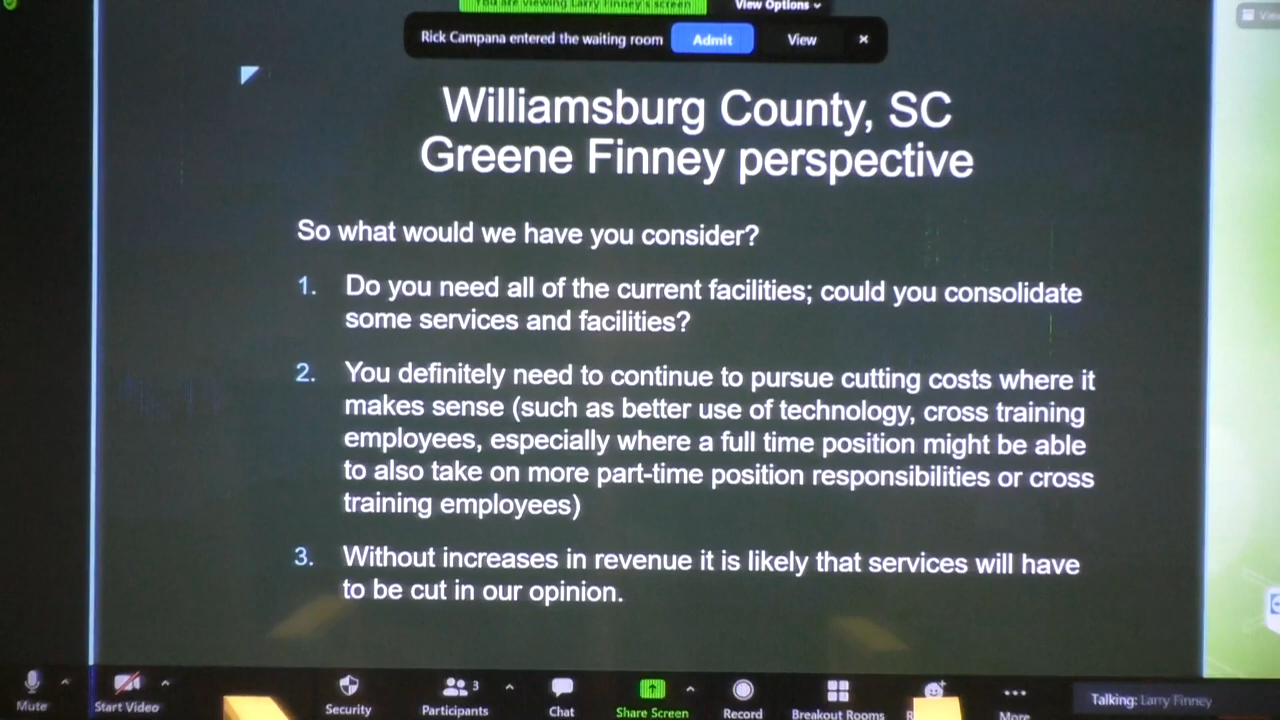 You are viewing Larry Finney's screen
View Options
Rick Campana entered the waiting room
Admit
View
Williamsburg County, SC
Greene Finney perspective
So what would we have you consider?
1. Do you need all of the current facilities; could you consolidate
some services and facilities?
2. You definitely need to continue to pursue cutting costs where it
makes sense (such as better use of technology, cross training
employees, especially where a full time position might be able
to also take on more part-time position responsibilities or cross
training employees)
3. Without increases in revenue it is likely that services will have
to be cut in our opinion.
Mute
Start Video
Security
3
Participants
Chat
Share Screen
Record
Breakout Rooms
More
Talking: Larry Finney